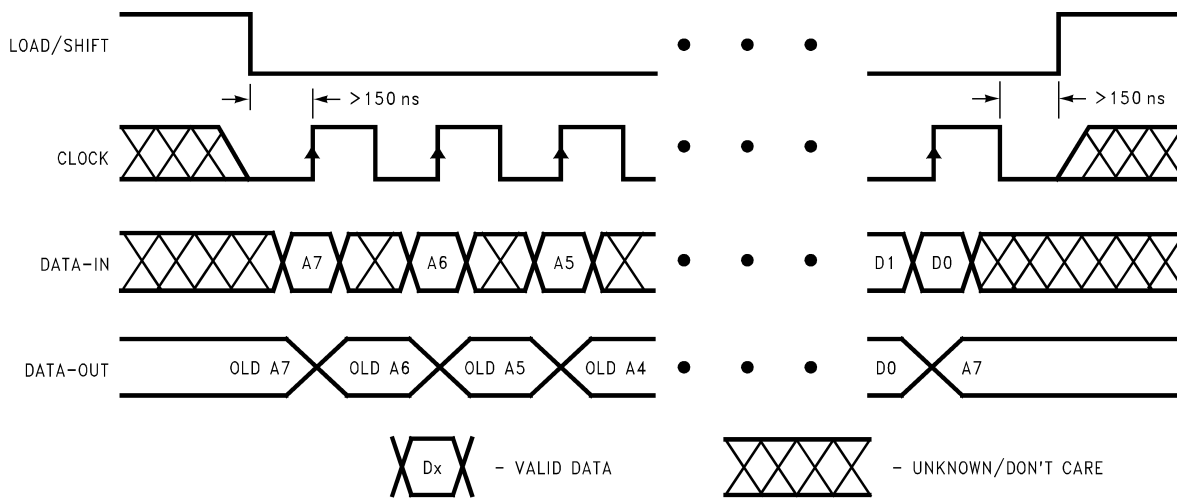 LOAD/SHIFT
>150 ns
>150 ns
CLOCK
DATA-IN
A7
A6
A5
D1
D0
DATA-OUT
OLD A7
OLD A6
OLD A5
OLD A4
D0
A7
Dx
- VALID DATA
- UNKNOWN/DON'T CARE